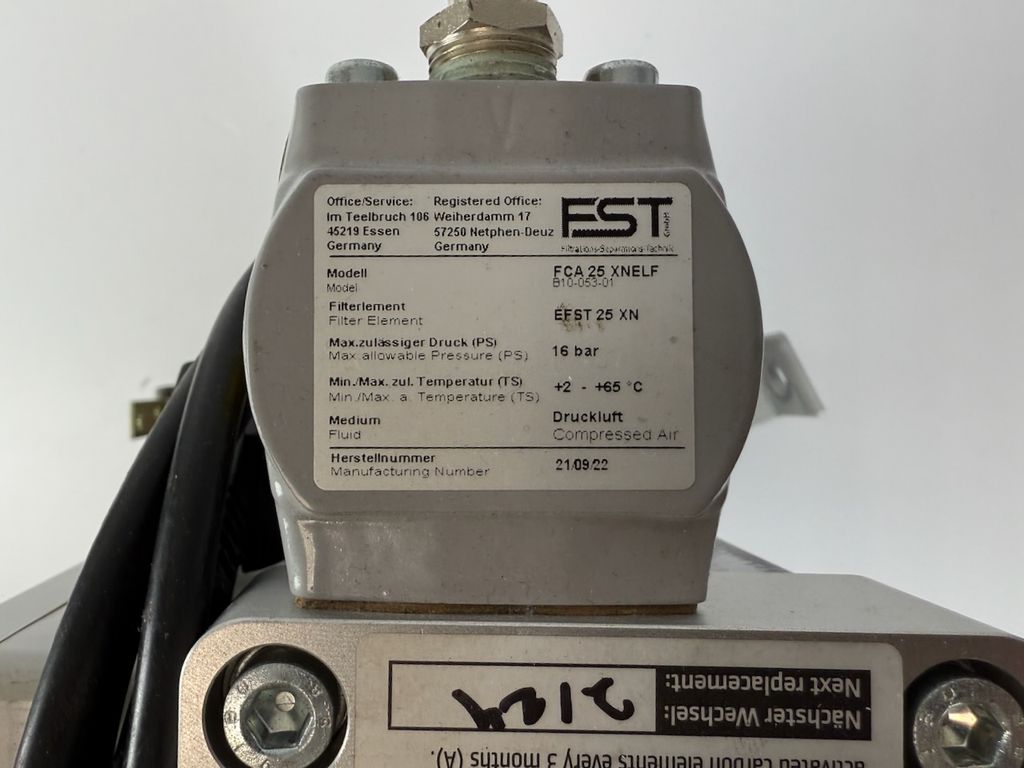 Office/Service: Registered Office:
Im Teelbruch 106 Weiherdamm 17
45219 Essen 57250 Netphen-Deuz
Germany Germany
FST GmbH
Filtrations-Separations-Technik
Modell FCA 25 XNELF
Model B10-053-01
Filterlement EFST 25 XN
Filter Element
Max.zulässiger Druck (PS) 16 bar
Max allowable Pressure (PS)
Min./Max. zul. Temperatur (TS) +2 - +65 °C
Min./Max. a. Temperature (TS)
Medium Druckluft
Fluid Compressed Air
Herstellnummer 21/09/22
Manufacturing Number
activated carbon elements every 3 months (A).
Nächster Wechsel:
Next replacement: